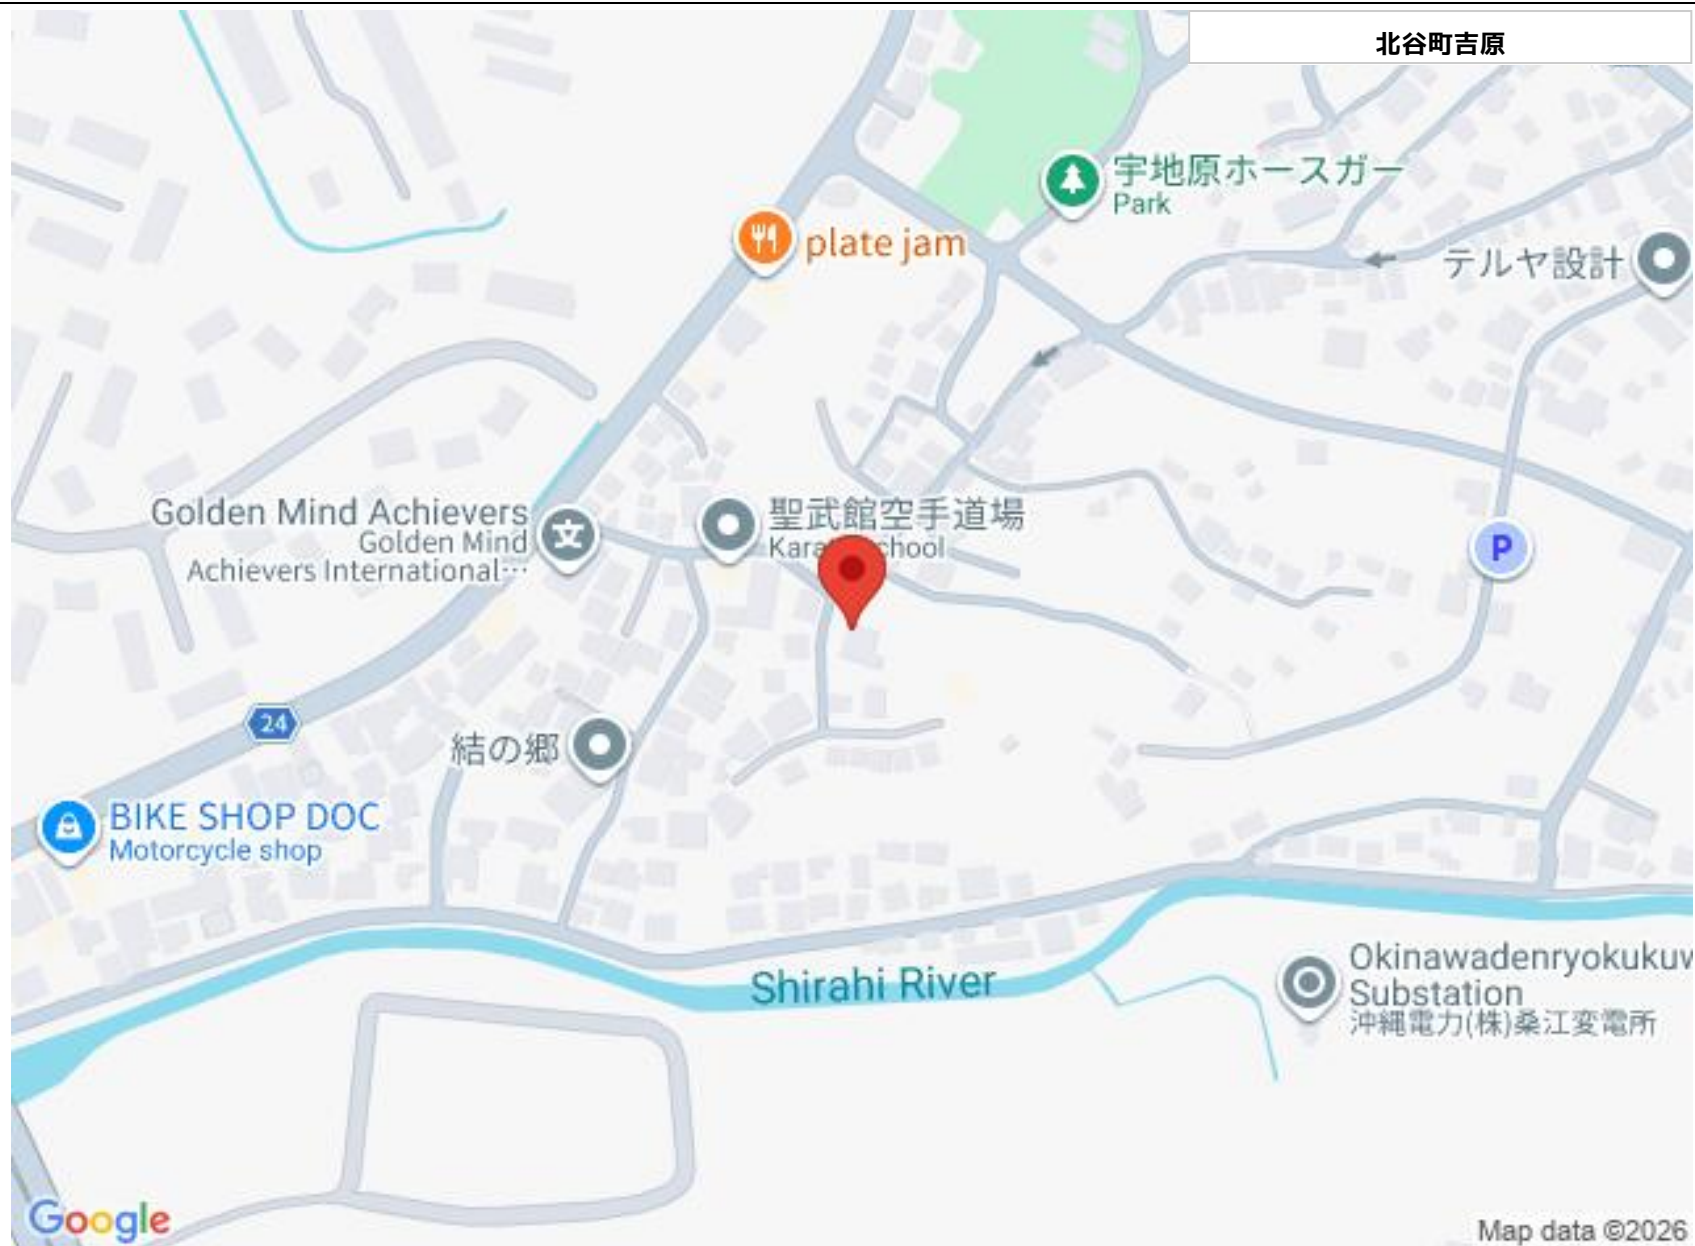 北谷町吉原
宇地原ホースガー
Park
plate jam
テルヤ設計
Golden Mind Achievers
Golden Mind
Achievers International…
聖武館空手道場
P
24
結の郷
BIKE SHOP DOC
Motorcycle shop
Shirahi River
Substation
沖縄電力(株)桑江変電所
Google
Map data ©2026